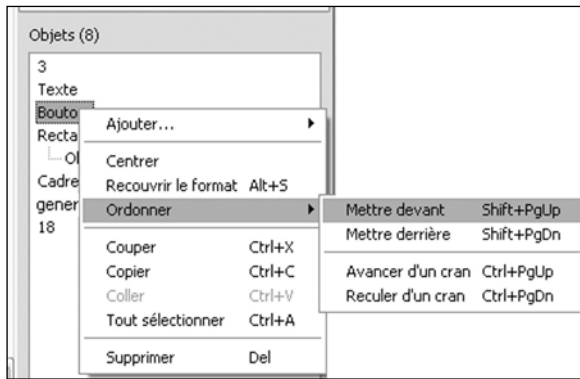 Objets (8)
3
Texte
Bouto
Recta
Ol
Cadre
gener
18
Ajouter...
Centrer
Recouvrir le format Alt+S
Ordonner
Couper Ctrl+X
Copier Ctrl+C
Coller Ctrl+V
Tout sélectionner Ctrl+A
Supprimer Del
Mettre devant Shift+PgUp
Mettre derrière Shift+PgDn
Avancer d'un cran Ctrl+PgUp
Reculer d'un cran Ctrl+PgDn